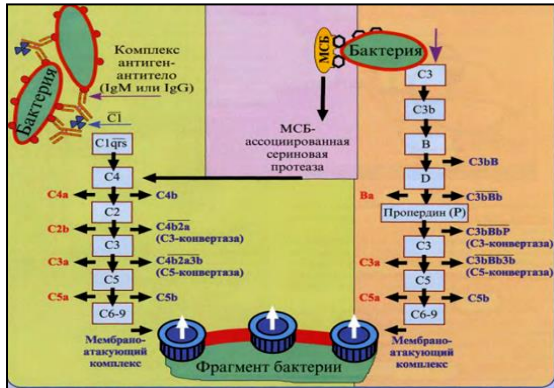 Бактерия
Комплекс
антиген-
антитело
(IgM или IgG)
C1
C1qrs
C4
C4a
C4b
C2
C2b
C4b2a
(C3-конвертаза)
C3
C3a
C4b2a3b
(C5-конвертаза)
C5
C5a
C5b
C6-9
Мембрано-
атакующий
комплекс
МСБ
Бактерия
МСБ-
ассоциированная
сериновая
протеаза
C3
C3b
B
C3bB
D
Ba
C3bBb
Пропердин (P)
C3bBbP
(C3-конвертаза)
C3
C3a
C3bBb3b
(C5-конвертаза)
C5
C5a
C5b
C6-9
Мембрано-
атакующий
комплекс
Фрагмент бактерии